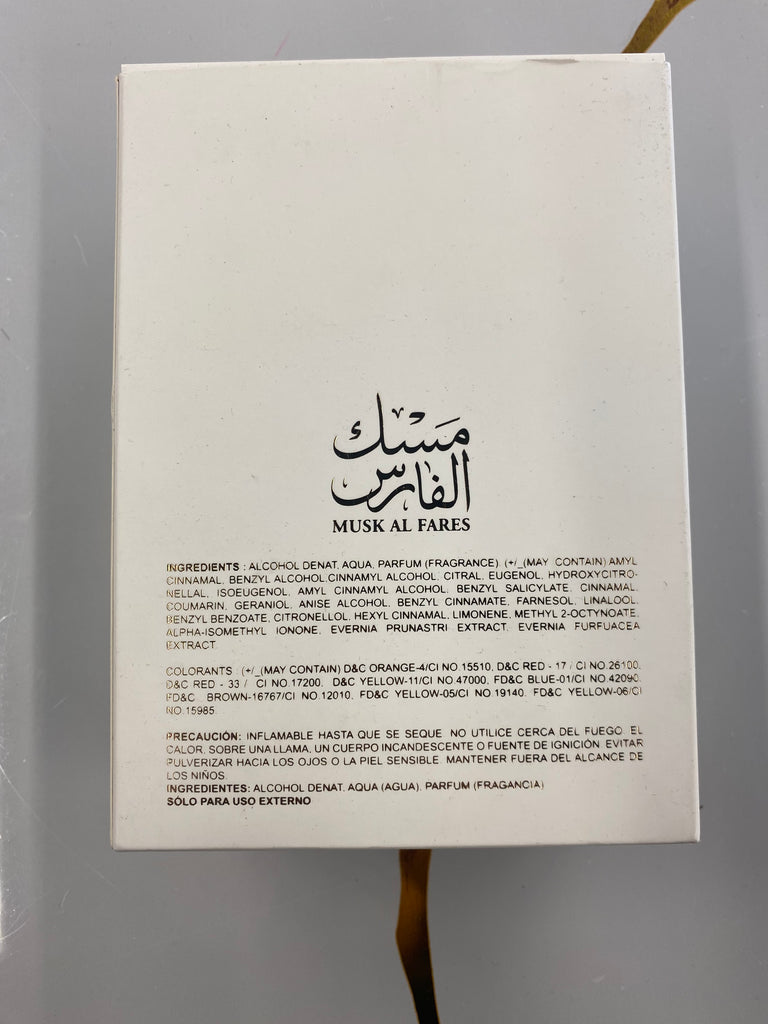 مسك
الفارس
MUSK AL FARES
INGREDIENTS : ALCOHOL DENAT. AQUA. PARFUM (FRAGRANCE). (+/_(MAY CONTAIN) AMYL
CINNAMAL, BENZYL ALCOHOL.CINNAMYL ALCOHOL, CITRAL, EUGENOL, HYDROXYCITRO-
NELLAL, ISOEUGENOL, AMYL CINNAMYL ALCOHOL, BENZYL SALICYLATE, CINNAMAL,
COUMARIN, GERANIOL, ANISE ALCOHOL, BENZYL CINNAMATE, FARNESOL, LINALOOL,
BENZYL BENZOATE, CITRONELLOL, HEXYL CINNAMAL, LIMONENE, METHYL 2-OCTYNOATE,
ALPHA-ISOMETHYL IONONE, EVERNIA PRUNASTRI EXTRACT, EVERNIA FURFUACEA
EXTRACT
COLORANTS : (+/_(MAY CONTAIN) D&C ORANGE-4/CI NO.15510, D&C RED - 17 / CI NO.26100,
D&C RED - 33 / CI NO.17200, D&C YELLOW-11/CI NO.47000, FD&C BLUE-01/CI NO.42090,
FD&C BROWN-16767/CI NO.12010, FD&C YELLOW-05/CI NO.19140, FD&C YELLOW-06/CI
NO.15985
PRECAUCIÓN: INFLAMABLE HASTA QUE SE SEQUE. NO UTILICE CERCA DEL FUEGO. EL
CALOR, SOBRE UNA LLAMA, UN CUERPO INCANDESCENTE O FUENTE DE IGNICIÓN. EVITAR
PULVERIZAR HACIA LOS OJOS O LA PIEL SENSIBLE. MANTENER FUERA DEL ALCANCE DE
LOS NIÑOS.
INGREDIENTES: ALCOHOL DENAT. AQUA (AGUA). PARFUM (FRAGANCIA)
SÓLO PARA USO EXTERNO